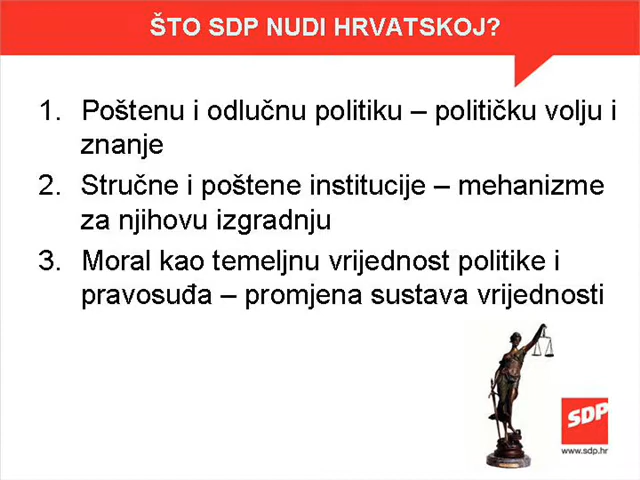 ŠTO SDP NUDI HRVATSKOJ?
1. Poštenu i odlučnu politiku – političku volju i
znanje
2. Stručne i poštene institucije – mehanizme
za njihovu izgradnju
3. Moral kao temeljnu vrijednost politike i
pravosuđa – promjena sustava vrijednosti
SDP
www.sdp.hr